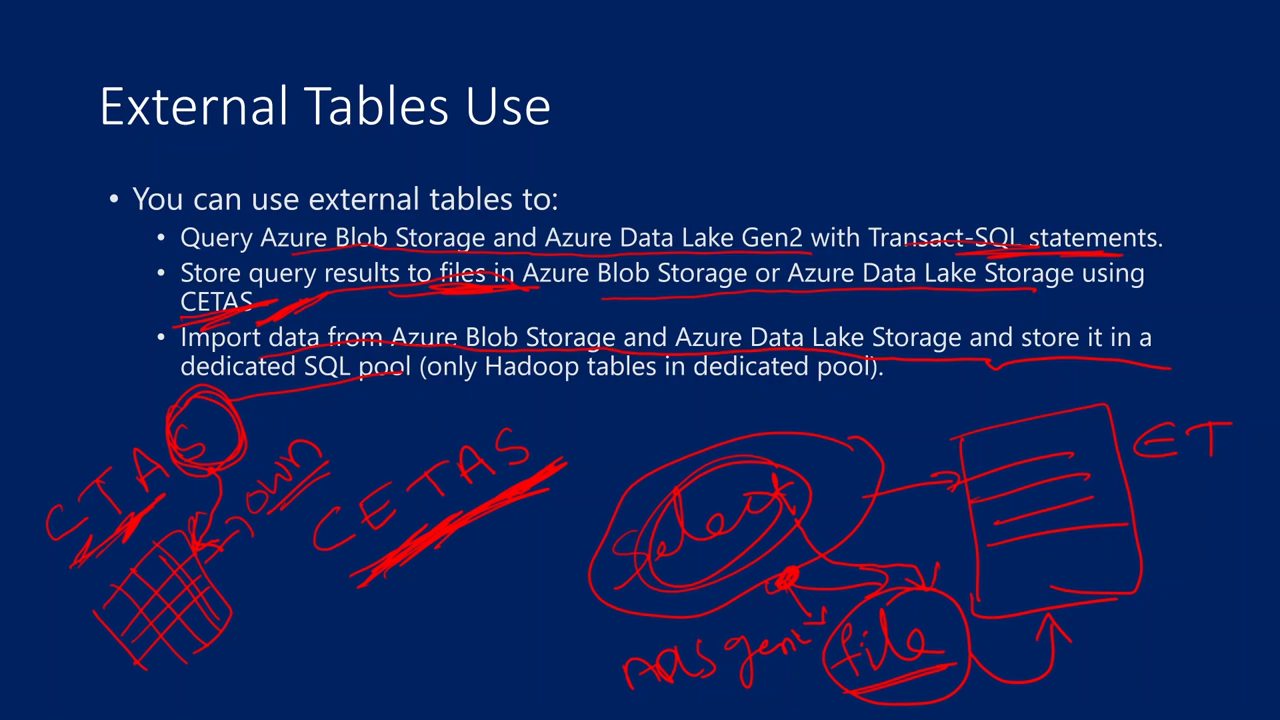 External Tables Use
• You can use external tables to:
• Query Azure Blob Storage and Azure Data Lake Gen2 with Transact-SQL statements.
• Store query results to files in Azure Blob Storage or Azure Data Lake Storage using
CETAS
• Import data from Azure Blob Storage and Azure Data Lake Storage and store it in a
dedicated SQL pool (only Hadoop tables in dedicated pool).
CTAS
own
CETAS
Select
ET
ADLS gen2
file